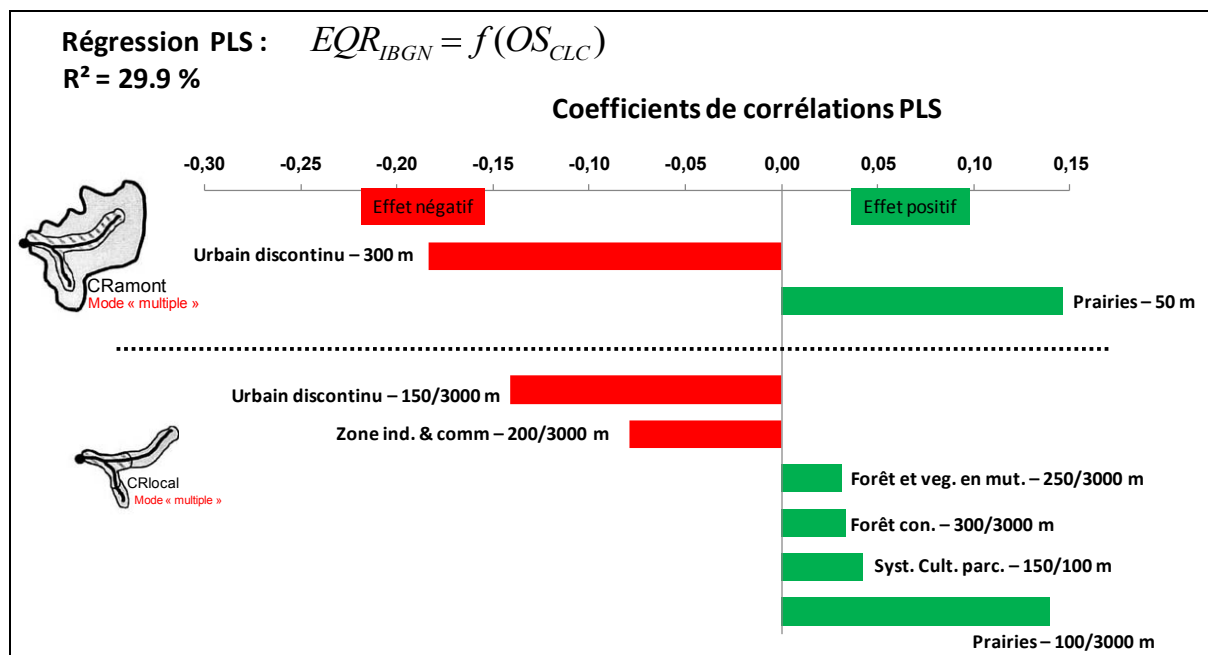 Régression PLS : EQR_IBGN = f(OS_CLC)
R² = 29.9 %
Coefficients de corrélations PLS
-0,30 -0,25 -0,20 -0,15 -0,10 -0,05 0,00 0,05 0,10 0,15
Effet négatif Effet positif
Urbain discontinu – 300 m
CRamont
Mode « multiple »
Prairies – 50 m
Urbain discontinu – 150/3000 m
Zone ind. & comm – 200/3000 m
CRlocal
Mode « multiple »
Forêt et veg. en mut. – 250/3000 m
Forêt con. – 300/3000 m
Syst. Cult. parc. – 150/100 m
Prairies – 100/3000 m